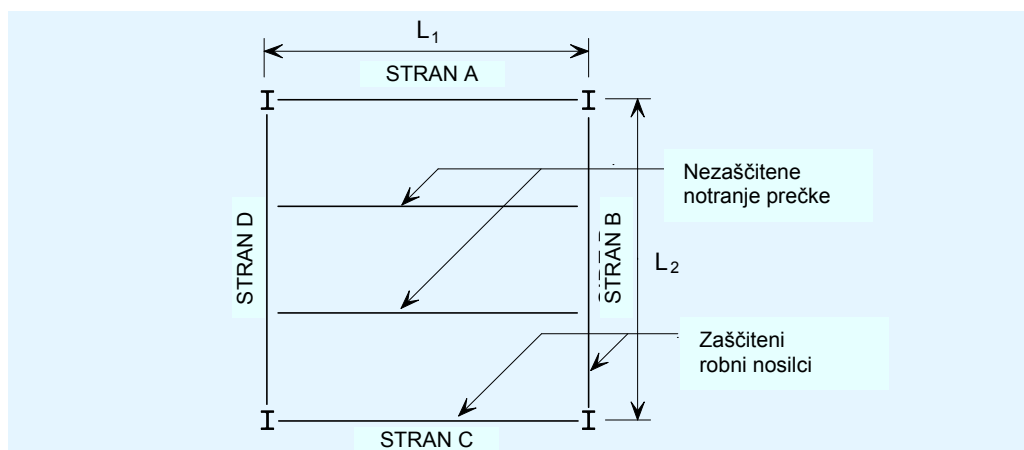 L₁
STRAN A
Nezaščitene
notranje prečke
STRAN D
STRAN B
L₂
Zaščiteni
robni nosilci
STRAN C